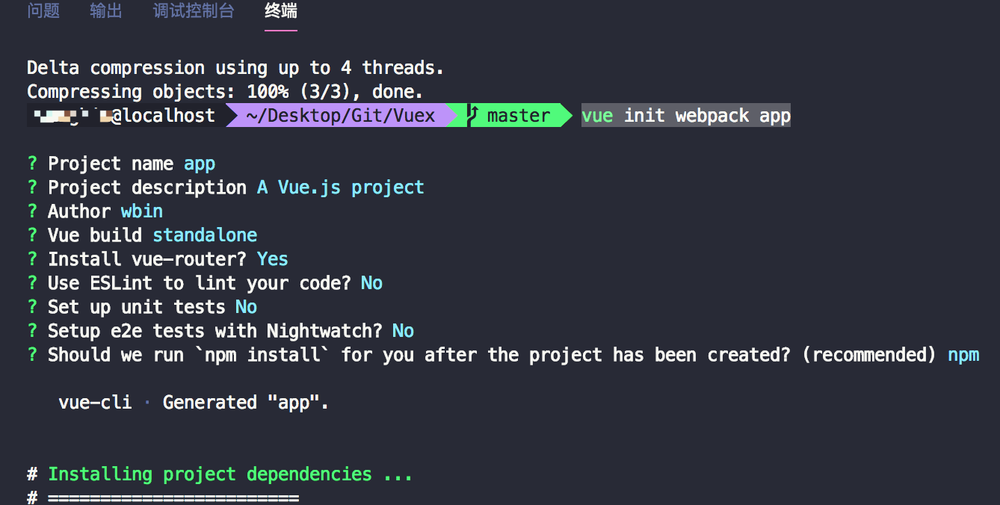 问题 输出 调试控制台 终端
Delta compression using up to 4 threads.
Compressing objects: 100% (3/3), done.
@localhost ~/Desktop/Git/Vuex master vue init webpack app
? Project name app
? Project description A Vue.js project
? Author wbin
? Vue build standalone
? Install vue-router? Yes
? Use ESLint to lint your code? No
? Set up unit tests No
? Setup e2e tests with Nightwatch? No
? Should we run `npm install` for you after the project has been created? (recommended) npm
vue-cli · Generated "app".
# Installing project dependencies ...
# ========================